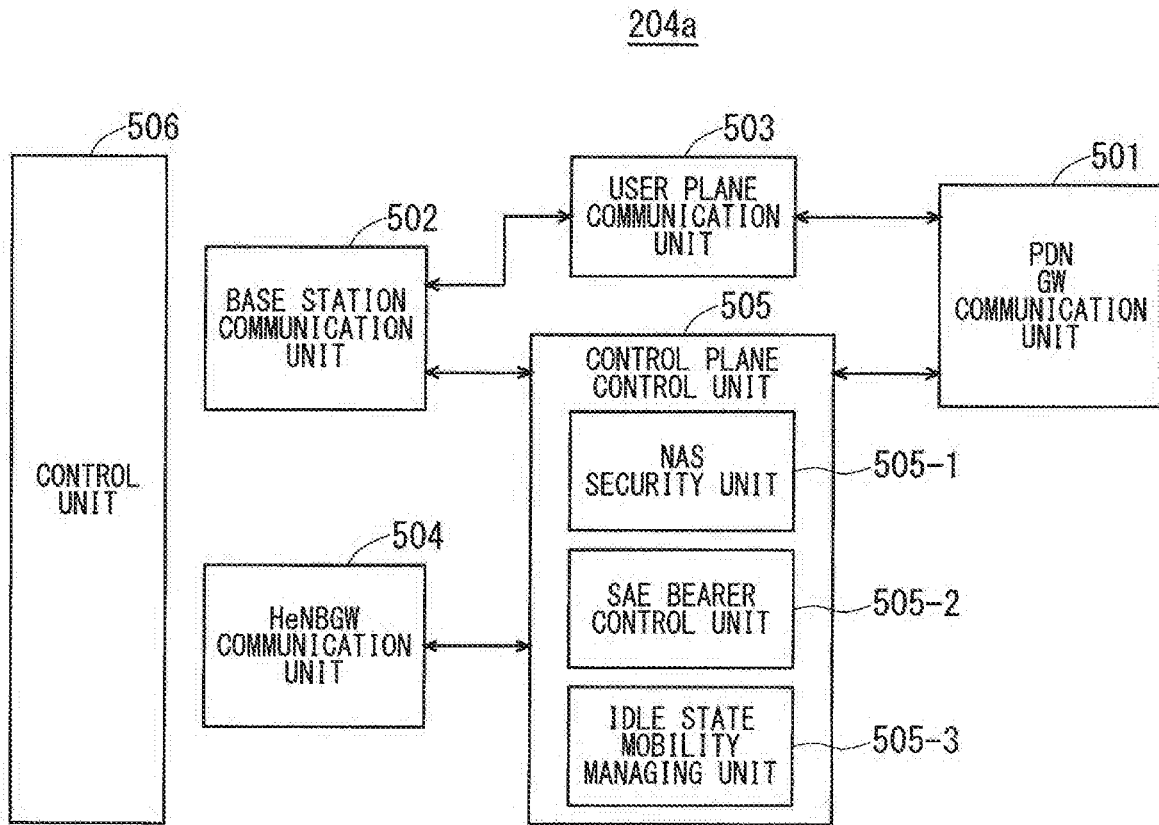 204a
506
503
501
USER PLANE
COMMUNICATION
UNIT
502
PDN
GW
COMMUNICATION
UNIT
BASE STATION
COMMUNICATION
UNIT
505
CONTROL PLANE
CONTROL UNIT
NAS
SECURITY UNIT
505-1
CONTROL
UNIT
504
SAE BEARER
CONTROL UNIT
505-2
HeNBGW
COMMUNICATION
UNIT
IDLE STATE
MOBILITY
MANAGING UNIT
505-3